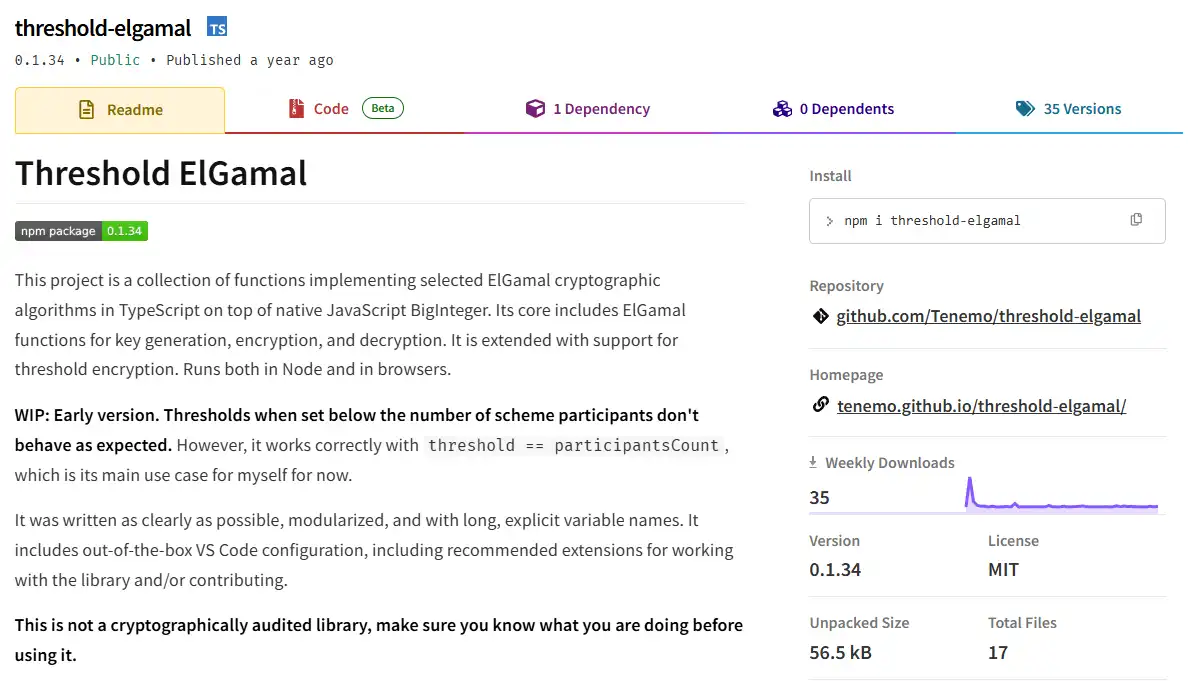 threshold-elgamal TS
0.1.34 • Public • Published a year ago
Readme
Code Beta
1 Dependency
0 Dependents
35 Versions
Threshold ElGamal
npm package 0.1.34
This project is a collection of functions implementing selected ElGamal cryptographic
algorithms in TypeScript on top of native JavaScript BigInteger. Its core includes ElGamal
functions for key generation, encryption, and decryption. It is extended with support for
threshold encryption. Runs both in Node and in browsers.
WIP: Early version. Thresholds when set below the number of scheme participants don't
behave as expected. However, it works correctly with threshold == participantsCount ,
which is its main use case for myself for now.
It was written as clearly as possible, modularized, and with long, explicit variable names. It
includes out-of-the-box VS Code configuration, including recommended extensions for working
with the library and/or contributing.
This is not a cryptographically audited library, make sure you know what you are doing before
using it.
Install
> npm i threshold-elgamal
Repository
github.com/Tenemo/threshold-elgamal
Homepage
tenemo.github.io/threshold-elgamal/
Weekly Downloads
35
Version
0.1.34
License
MIT
Unpacked Size
56.5 kB
Total Files
17